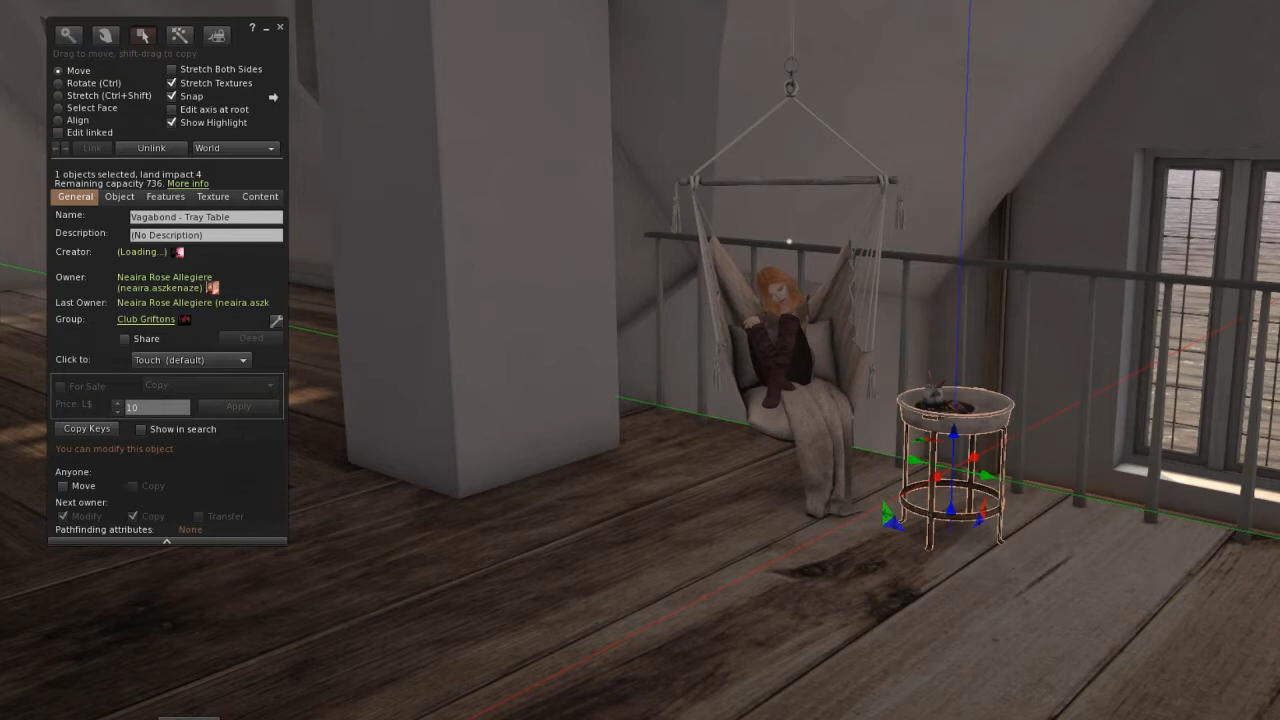 ? _ ×
Drag to move, shift-drag to copy
Move
Stretch Both Sides
Rotate (Ctrl)
Stretch Textures
Stretch (Ctrl+Shift)
Snap
Select Face
Edit axis at root
Align
Show Highlight
Edit linked
Link
Unlink
World
1 objects selected, land impact 4
Remaining capacity 736. More info
General Object Features Texture Content
Name: Vagabond - Tray Table
Description: (No Description)
Creator: (Loading...)
Owner: Neaira Rose Allegiere
(neaira.aszkenaze)
Last Owner: Neaira Rose Allegiere (neaira.aszk
Group: Club Griftons
Share Deed
Click to: Touch (default)
For Sale Copy
Price: L$ 10 Apply
Copy Keys Show in search
You can modify this object
Anyone:
Move Copy
Next owner:
Modify Copy Transfer
Pathfinding attributes: None